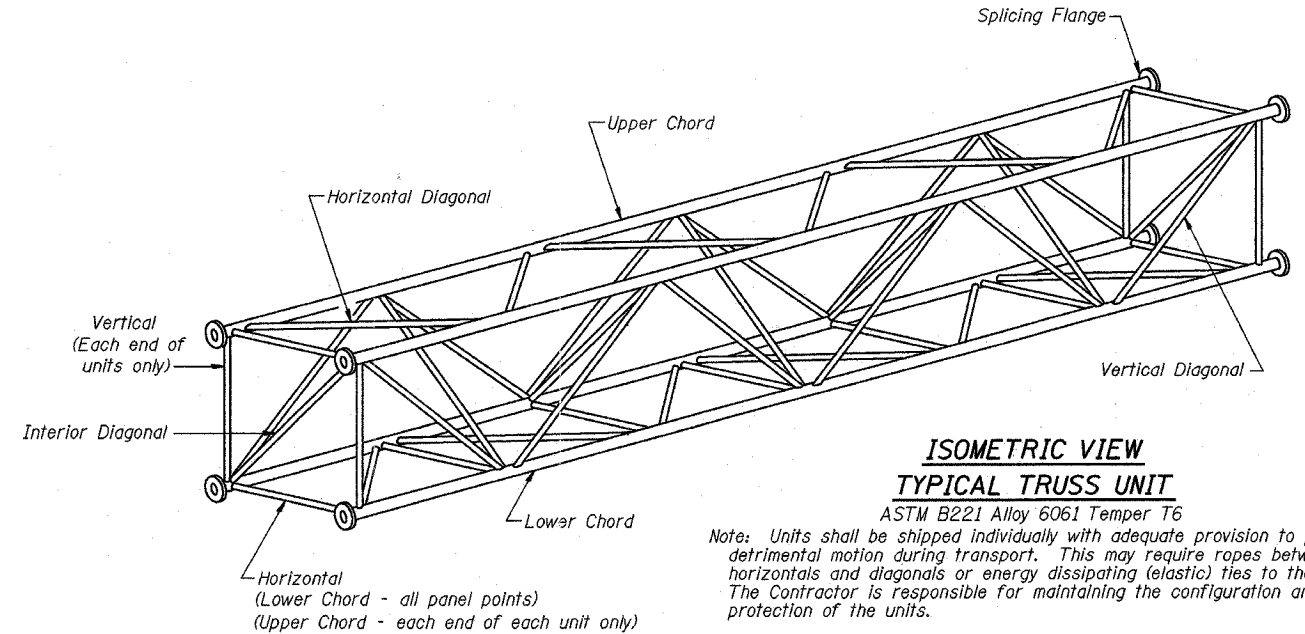 Splicing Flange
Upper Chord
Horizontal Diagonal
Vertical
(Each end of
units only)
Vertical Diagonal
Interior Diagonal
ISOMETRIC VIEW
TYPICAL TRUSS UNIT
ASTM B221 Alloy 6061 Temper T6
Lower Chord
Note: Units shall be shipped individually with adequate provision to
detrimental motion during transport. This may require ropes
horizontals and diagonals or energy dissipating (elastic) ties to
The Contractor is responsible for maintaining the configuration
protection of the units.
Horizontal
(Lower Chord - all panel points)
(Upper Chord - each end of each unit only)